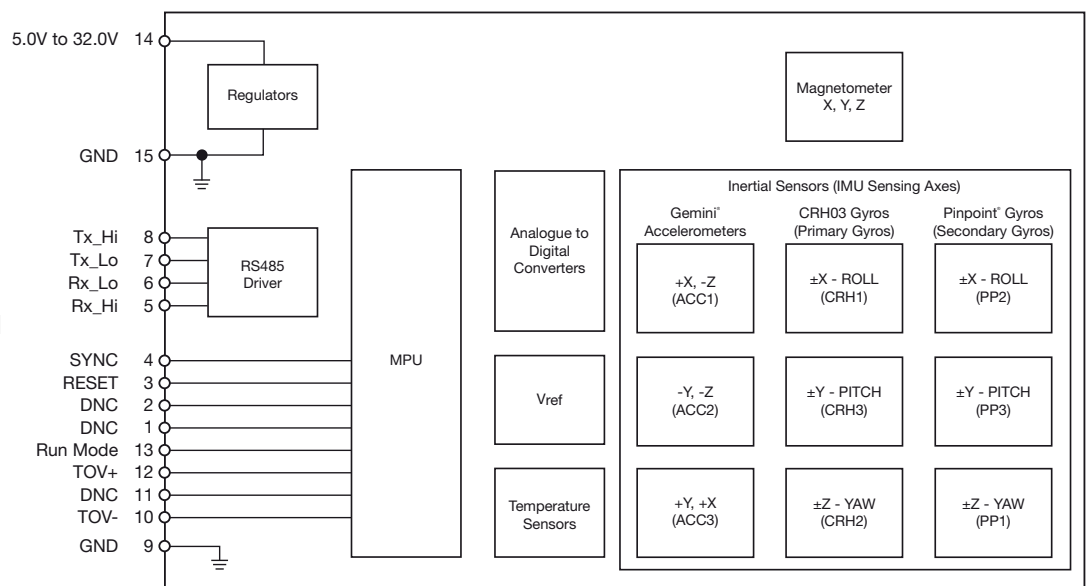 5.0V to 32.0V 14
Regulators
GND 15
Magnetometer
X, Y, Z
Tx_Hi 8
Tx_Lo 7
Rx_Lo 6
Rx_Hi 5
RS485
Driver
SYNC 4
RESET 3
DNC 2
DNC 1
Run Mode 13
TOV+ 12
DNC 11
TOV- 10
GND 9
MPU
Analogue to
Digital
Converters
Vref
Temperature
Sensors
Inertial Sensors (IMU Sensing Axes)
Gemini®
Accelerometers
CRH03 Gyros
(Primary Gyros)
Pinpoint® Gyros
(Secondary Gyros)
+X, -Z
(ACC1)
±X - ROLL
(CRH1)
±X - ROLL
(PP2)
-Y, -Z
(ACC2)
±Y - PITCH
(CRH3)
±Y - PITCH
(PP3)
+Y, +X
(ACC3)
±Z - YAW
(CRH2)
±Z - YAW
(PP1)